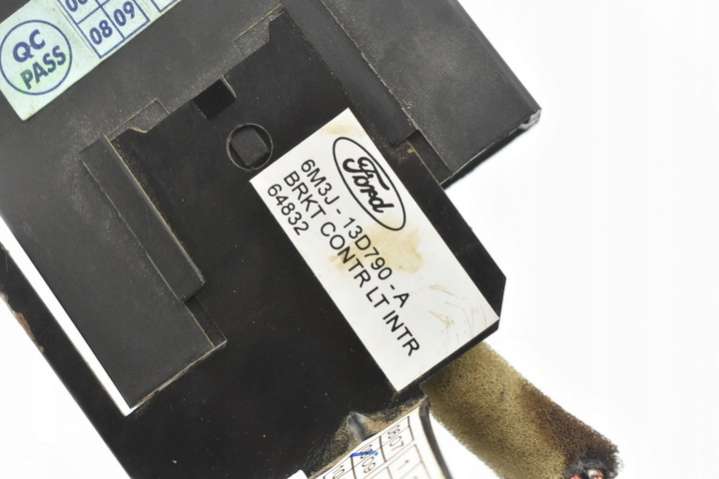 QC
PASS
08 09
Ford
6M3J - 13D790 - A
BRKT CONTR LT INTR
64832